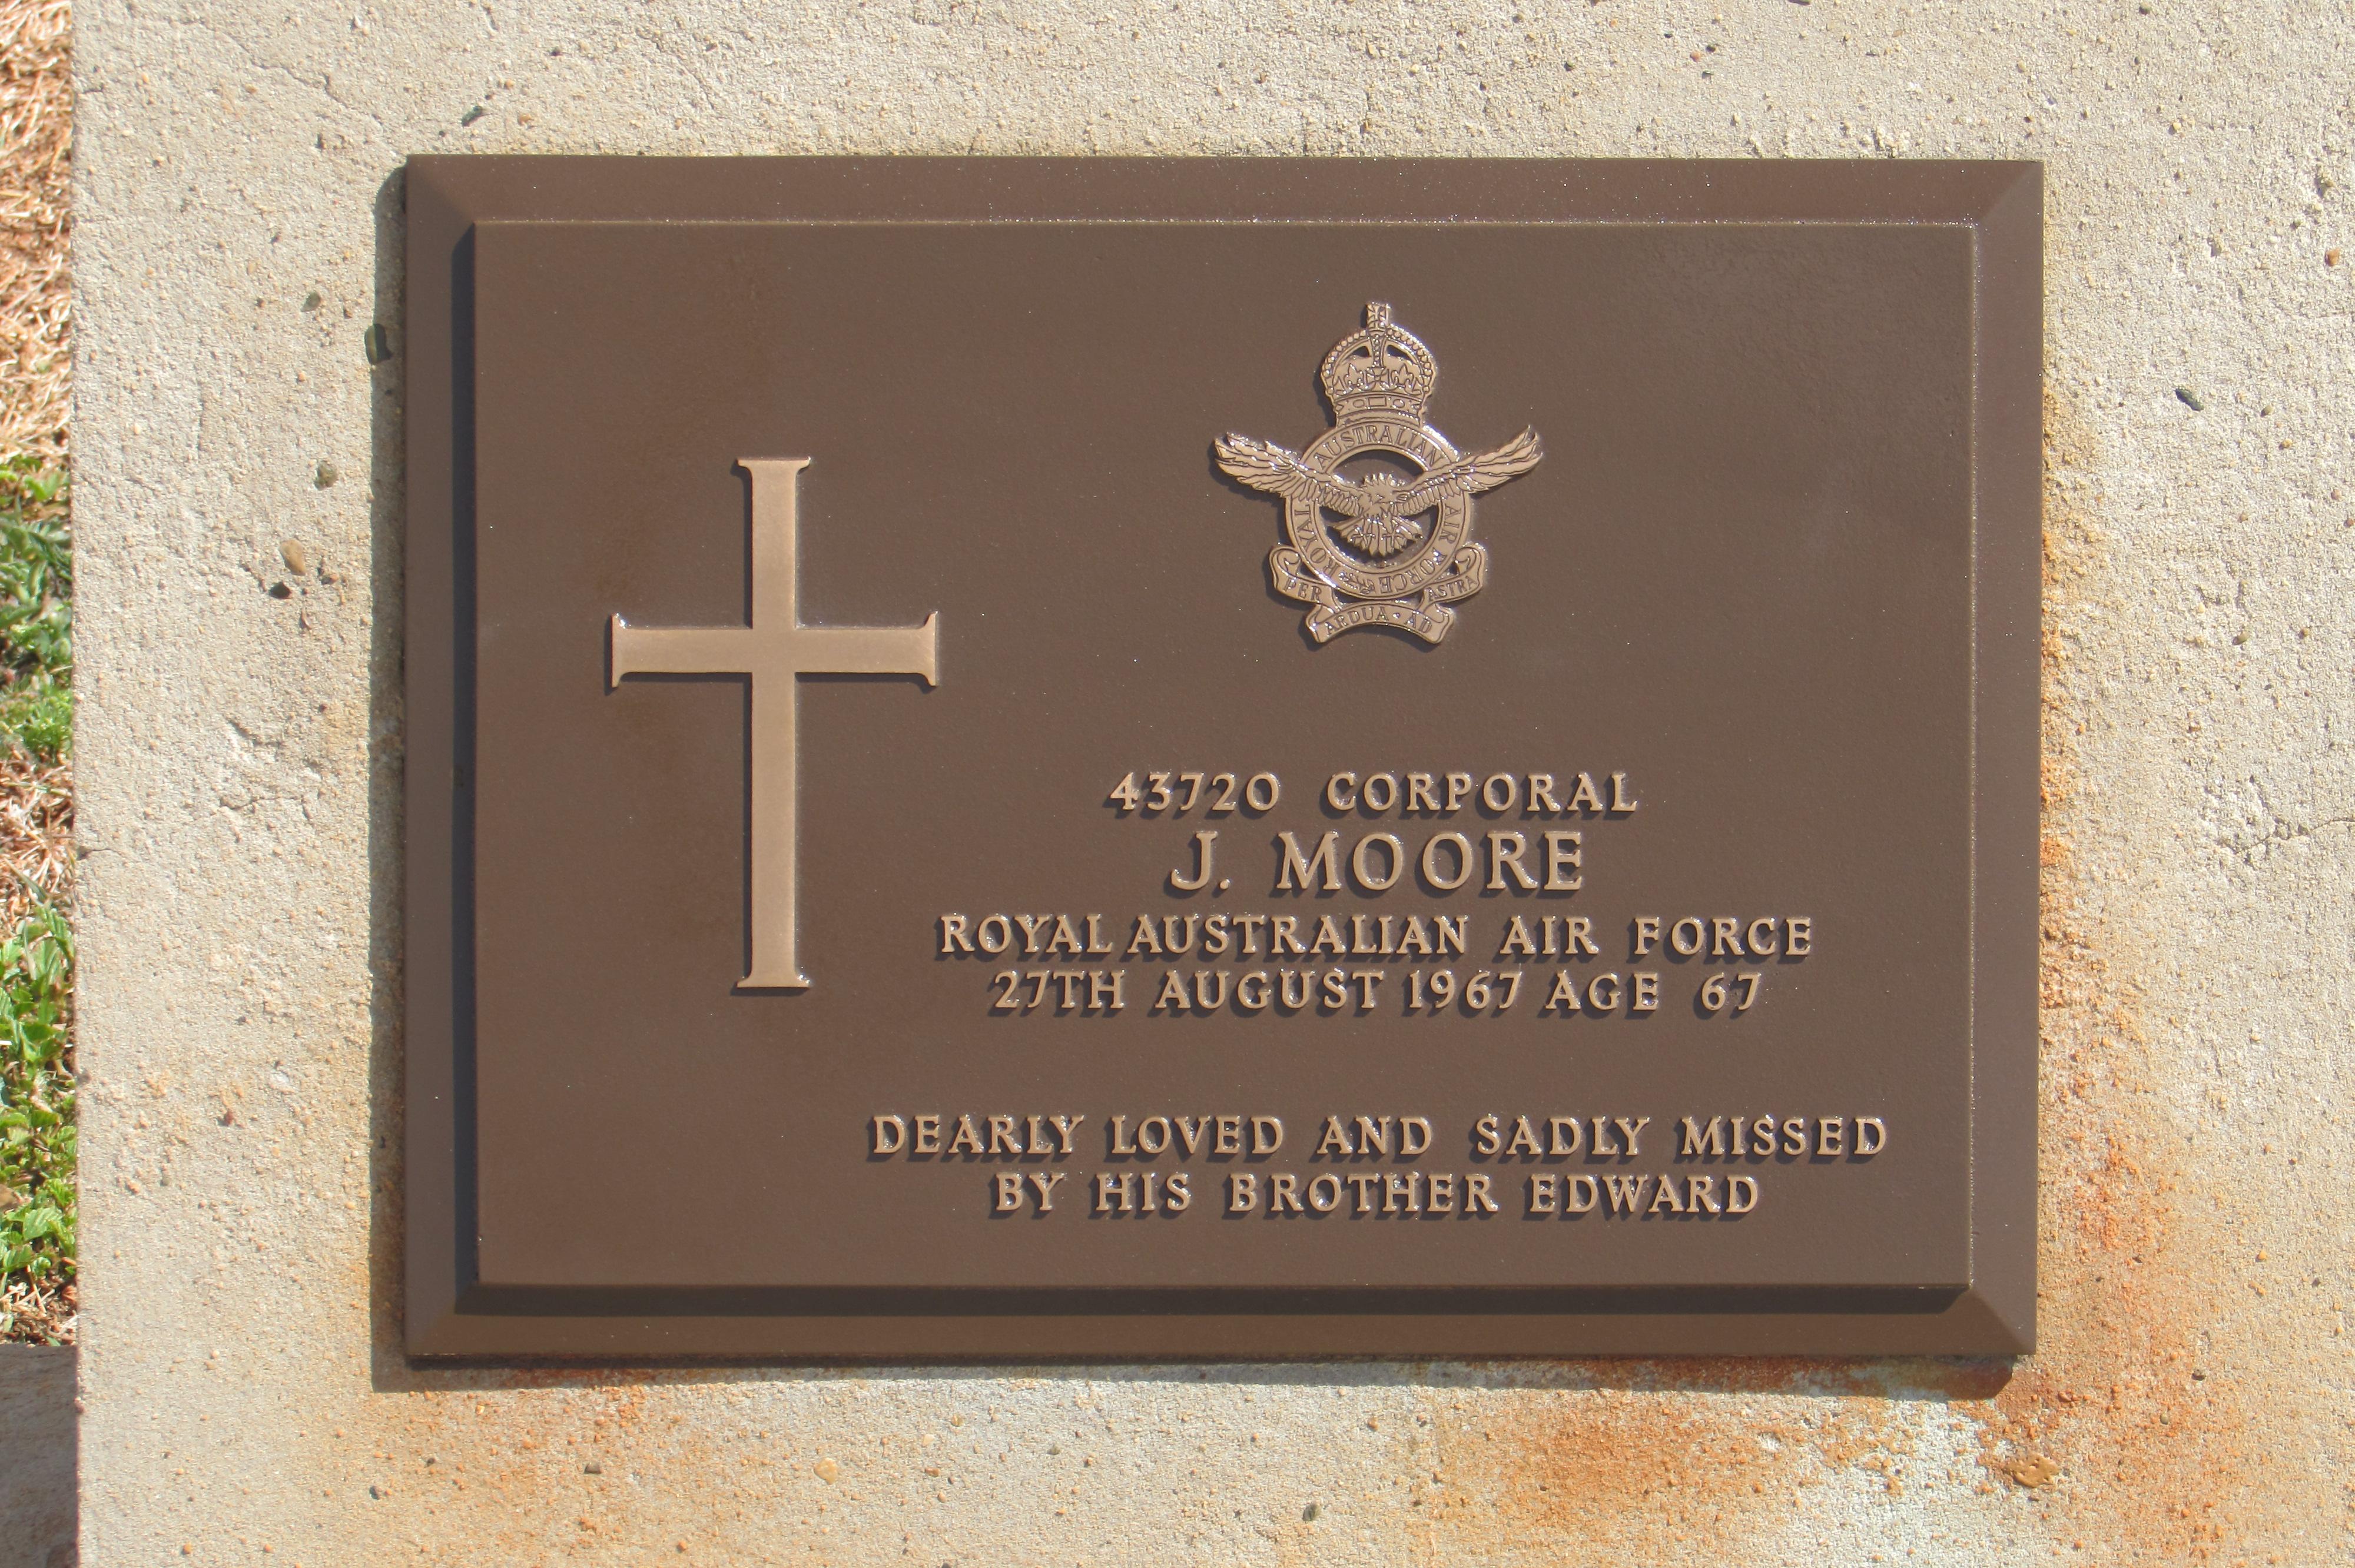 ROYAL AUSTRALIAN AIR FORCE
PER ARDUA · AD ASTRA
43720 CORPORAL
J. MOORE
ROYAL AUSTRALIAN AIR FORCE
27TH AUGUST 1967 AGE 67
DEARLY LOVED AND SADLY MISSED
BY HIS BROTHER EDWARD